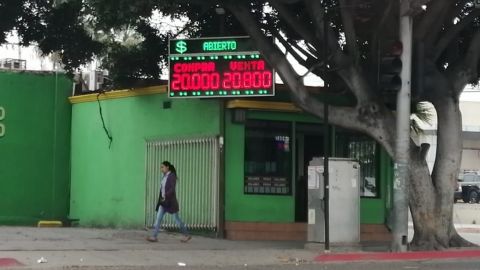 $ ABIERTO
COMPRA VENTA
20.000 20.800